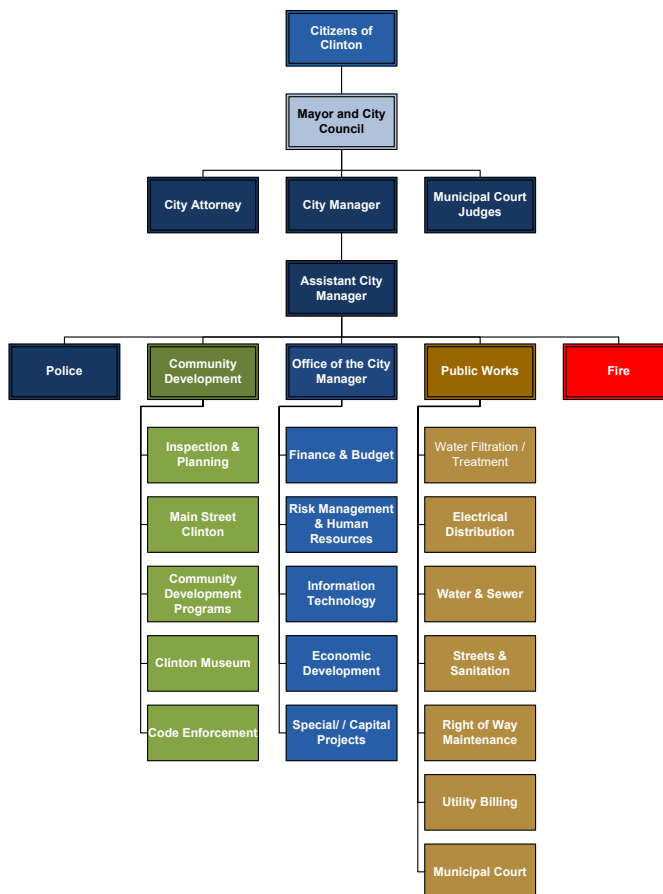 Citizens of
Clinton
Mayor and City
Council
City Attorney
City Manager
Municipal Court
Judges
Assistant City
Manager
Police
Community
Development
Office of the City
Manager
Public Works
Fire
Inspection &
Planning
Finance & Budget
Water Filtration /
Treatment
Main Street
Clinton
Risk Management
& Human
Resources
Electrical
Distribution
Community
Development
Programs
Information
Technology
Water & Sewer
Clinton Museum
Economic
Development
Streets &
Sanitation
Code Enforcement
Special/ / Capital
Projects
Right of Way
Maintenance
Utility Billing
Municipal Court